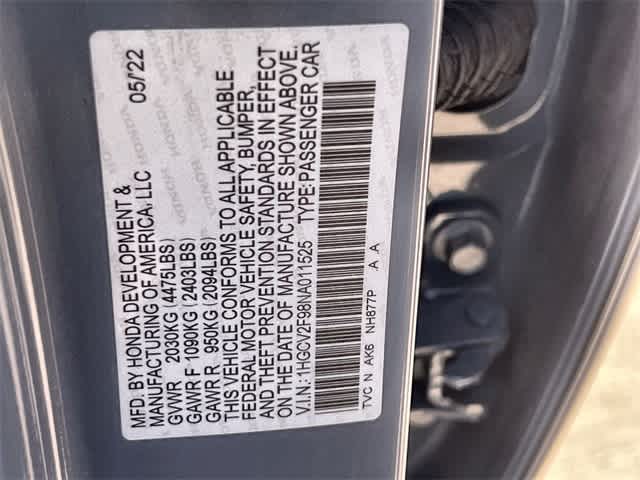 MFD. BY HONDA DEVELOPMENT & 05/22
MANUFACTURING OF AMERICA, LLC
GVWR 2030KG (4475LBS)
GAWR F 1090KG (2403LBS)
GAWR R 950KG (2094LBS)
THIS VEHICLE CONFORMS TO ALL APPLICABLE
FEDERAL MOTOR VEHICLE SAFETY, BUMPER,
AND THEFT PREVENTION STANDARDS IN EFFECT
ON THE DATE OF MANUFACTURE SHOWN ABOVE.
V.I.N: 1HGCV2F98NA011525 TYPE:PASSENGER CAR
TVC N AK6 NH877P A A